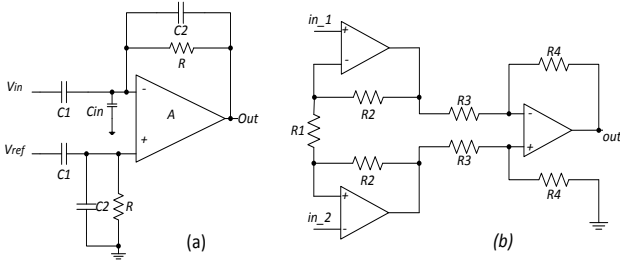 C2
R
Vin
C1
Cin
-
A
+
Out
Vref
C1
C2
R
(a)
in_1
+
-
R2
R1
R3
R4
-
+
out
R3
R2
R4
+
-
in_2
(b)